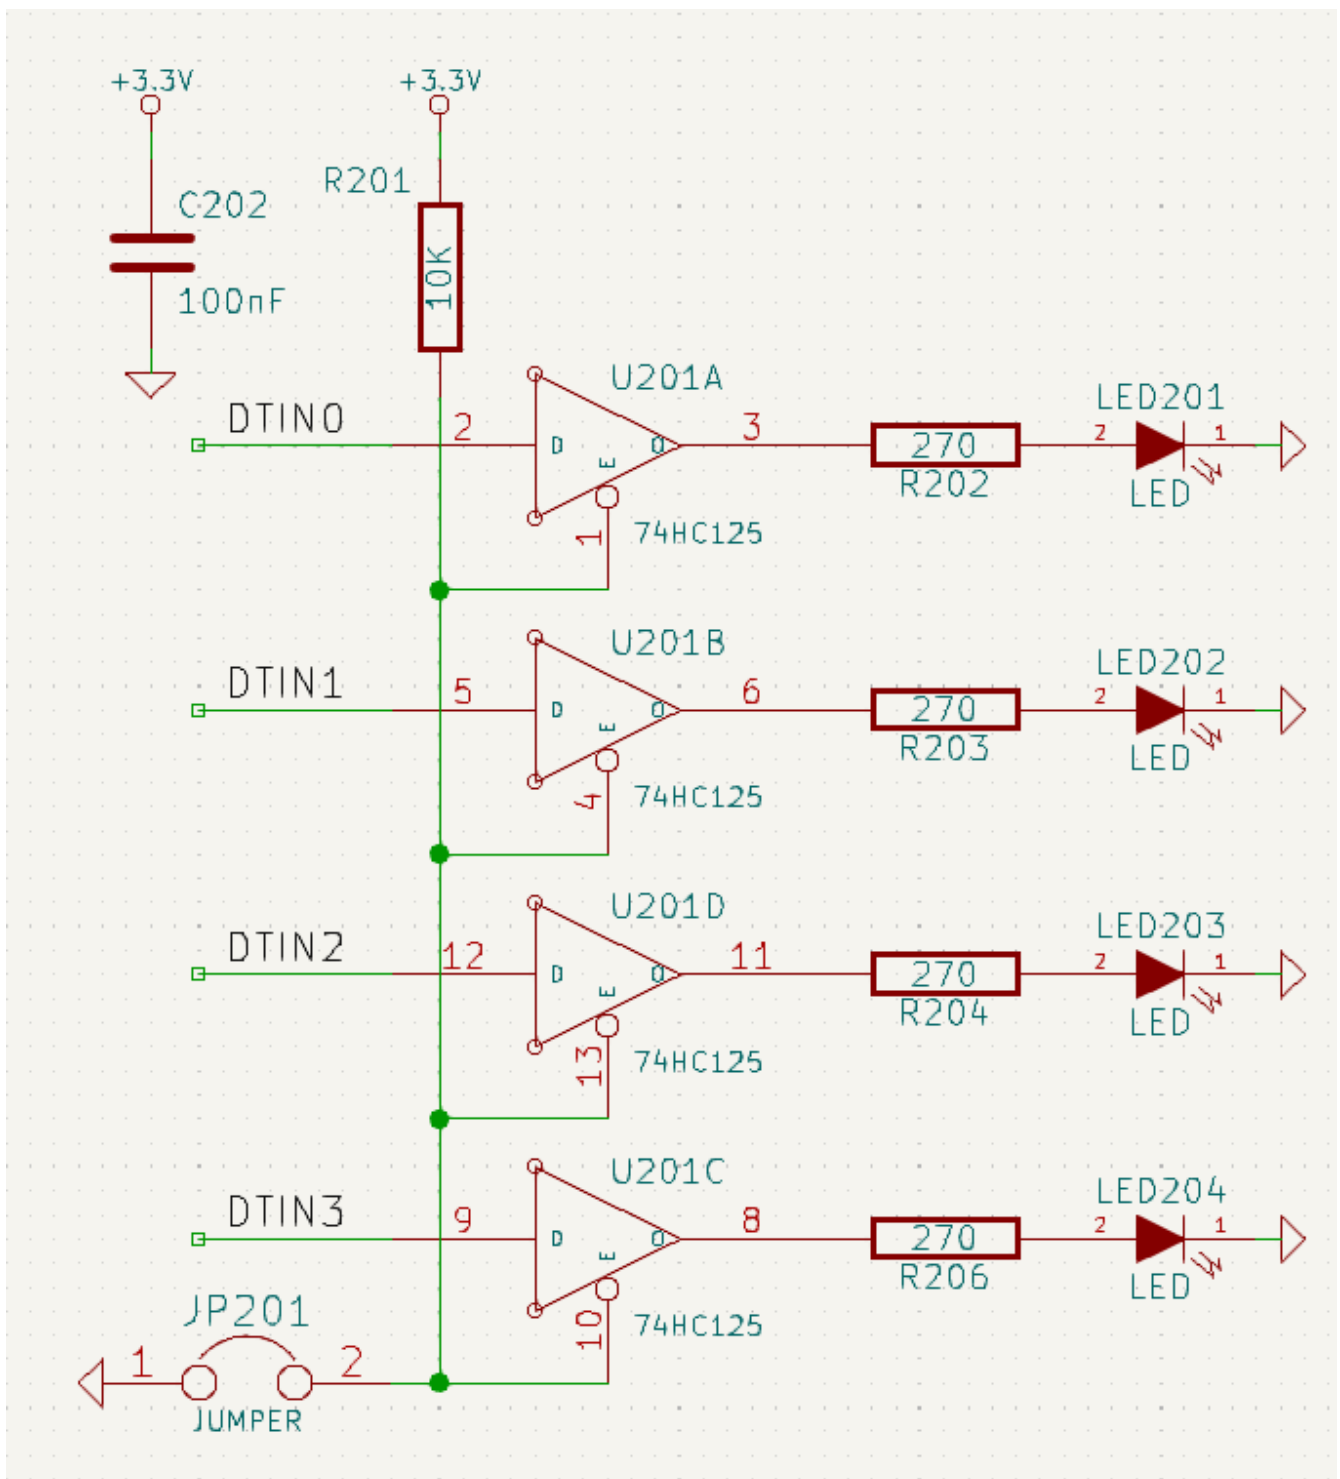 +3.3V +3.3V
R201
C202
10K
100nF
U201A
LED201
DTIN0 2 D O 3 270 2 1
E
R202 LED
1 74HC125
U201B
LED202
DTIN1 5 D O 6 270 2 1
E
R203 LED
4 74HC125
U201D
LED203
DTIN2 12 D O 11 270 2 1
E
R204 LED
13 74HC125
U201C
LED204
DTIN3 9 D O 8 270 2 1
E
R206 LED
JP201
10 74HC125
1 2
JUMPER